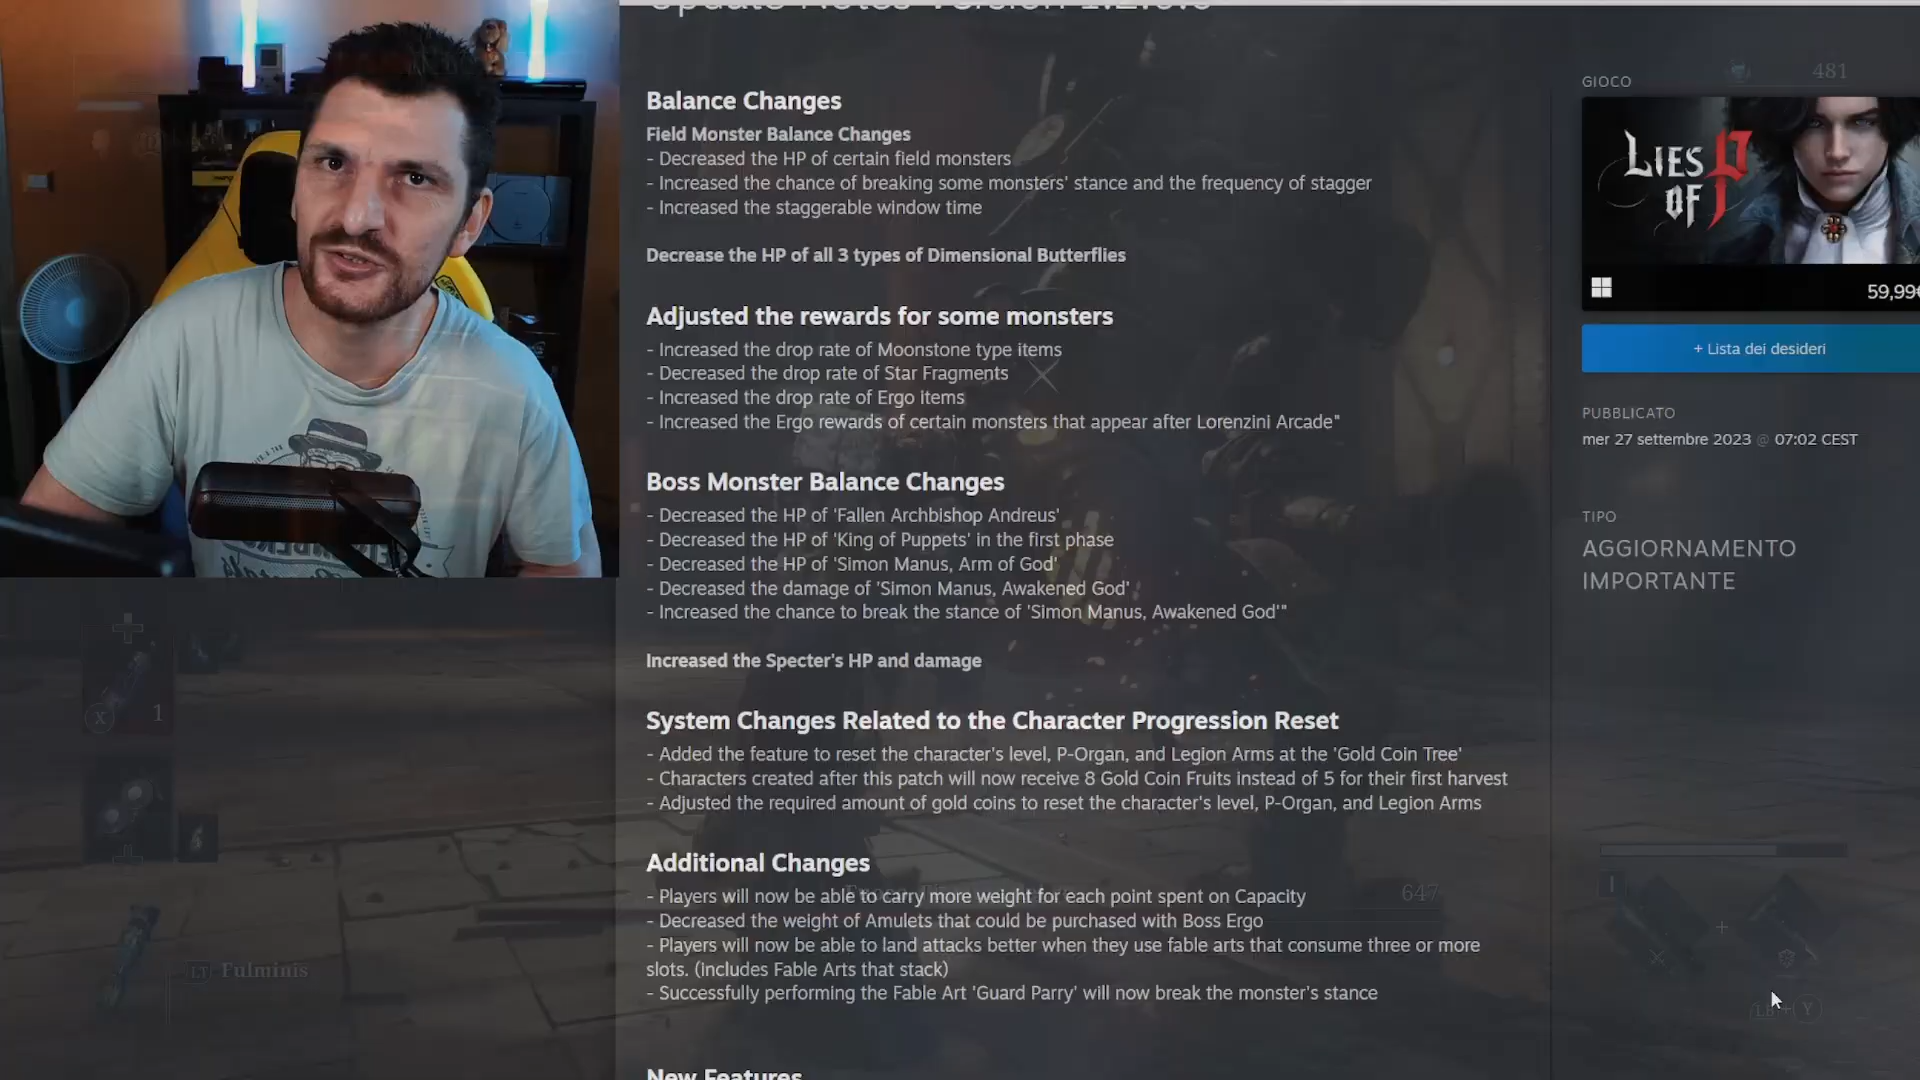 Update Notes Version 1.2.0.0
Balance Changes
Field Monster Balance Changes
- Decreased the HP of certain field monsters
- Increased the chance of breaking some monsters' stance and the frequency of stagger
- Increased the staggerable window time
Decrease the HP of all 3 types of Dimensional Butterflies
Adjusted the rewards for some monsters
- Increased the drop rate of Moonstone type items
- Decreased the drop rate of Star Fragments
- Increased the drop rate of Ergo items
- Increased the Ergo rewards of certain monsters that appear after Lorenzini Arcade"
Boss Monster Balance Changes
- Decreased the HP of 'Fallen Archbishop Andreus'
- Decreased the HP of 'King of Puppets' in the first phase
- Decreased the HP of 'Simon Manus, Arm of God'
- Decreased the damage of 'Simon Manus, Awakened God'
- Increased the chance to break the stance of 'Simon Manus, Awakened God'"
Increased the Specter's HP and damage
System Changes Related to the Character Progression Reset
- Added the feature to reset the character's level, P-Organ, and Legion Arms at the 'Gold Coin Tree'
- Characters created after this patch will now receive 8 Gold Coin Fruits instead of 5 for their first harvest
- Adjusted the required amount of gold coins to reset the character's level, P-Organ, and Legion Arms
Additional Changes
- Players will now be able to carry more weight for each point spent on Capacity
- Decreased the weight of Amulets that could be purchased with Boss Ergo
- Players will now be able to land attacks better when they use fable arts that consume three or more
slots. (Includes Fable Arts that stack)
- Successfully performing the Fable Art 'Guard Parry' will now break the monster's stance
New Features
481
GIOCO
LIES
OF P
59,99€
+ Lista dei desideri
PUBBLICATO
mer 27 settembre 2023 @ 07:02 CEST
TIPO
AGGIORNAMENTO
IMPORTANTE
X 1
647
I
LT Fulminis
LB + Y